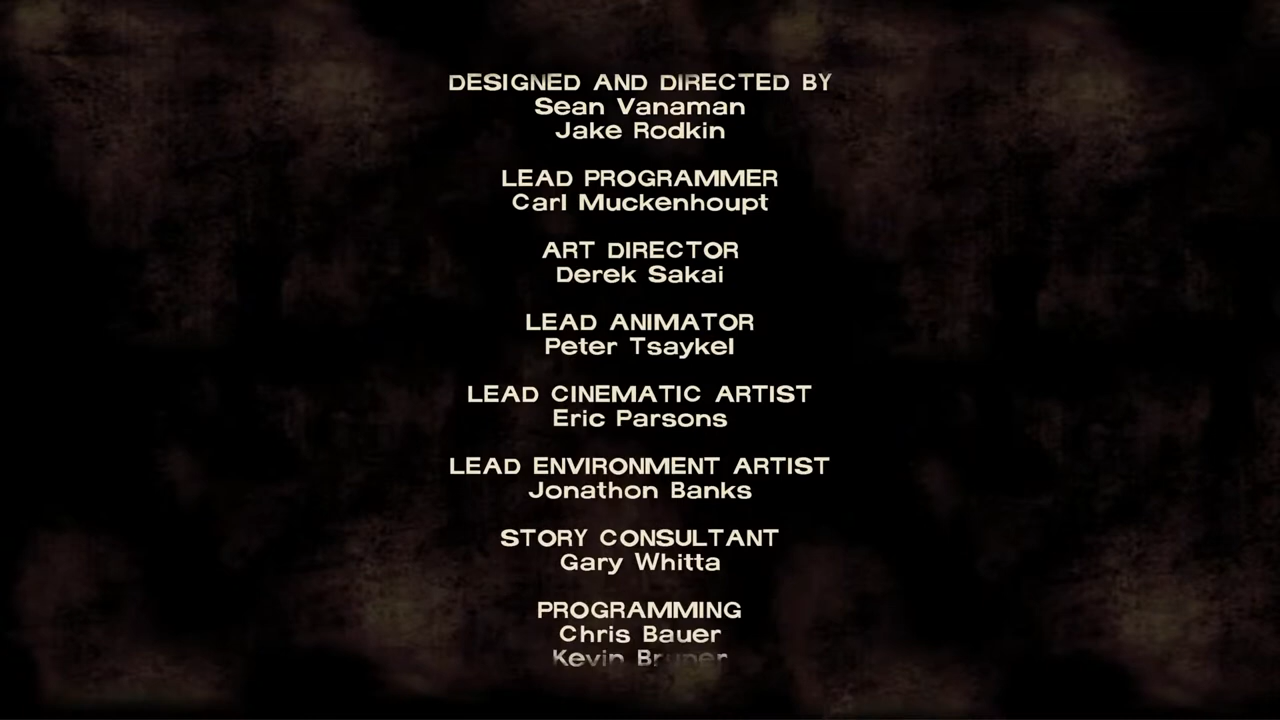 DESIGNED AND DIRECTED BY
Sean Vanaman
Jake Rodkin
LEAD PROGRAMMER
Carl Muckenhoupt
ART DIRECTOR
Derek Sakai
LEAD ANIMATOR
Peter Tsaykel
LEAD CINEMATIC ARTIST
Eric Parsons
LEAD ENVIRONMENT ARTIST
Jonathon Banks
STORY CONSULTANT
Gary Whitta
PROGRAMMING
Chris Bauer
Kevin Bruner